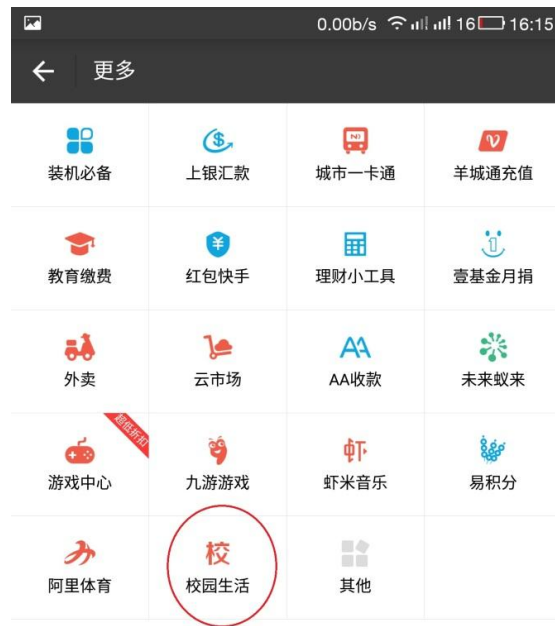 0.00b/s 16 16:15
更多
装机必备 上银汇款 城市一卡通 羊城通充值
教育缴费 红包快手 理财小工具 壹基金月捐
外卖 云市场 AA收款 未来蚁来
超低折扣
游戏中心 九游游戏 虾米音乐 易积分
校
阿里体育 校园生活 其他